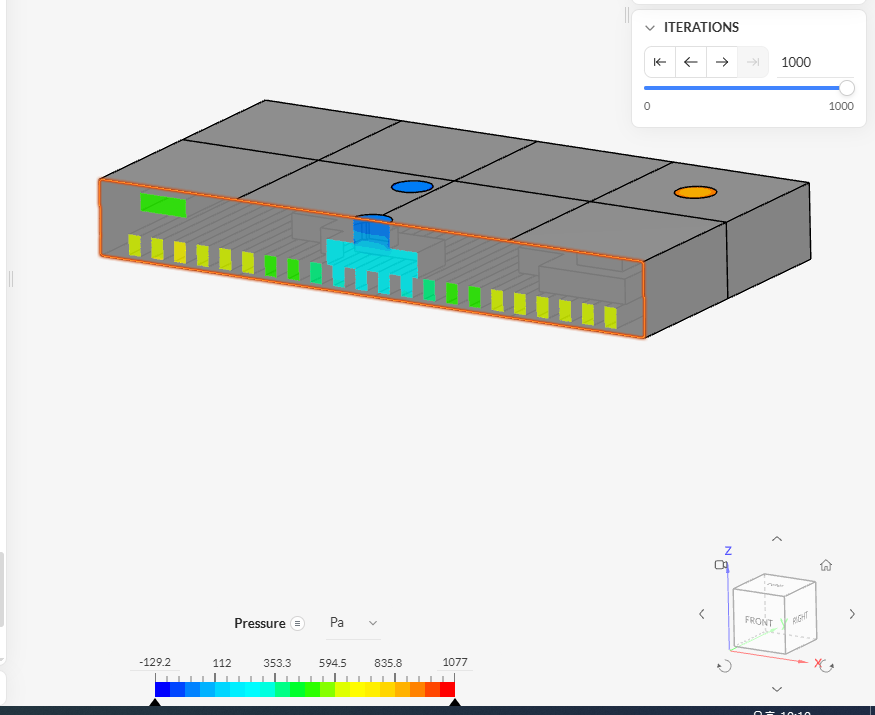 ITERATIONS
1000
0 1000
Z
FRONT
RIGHT
Y
X
Pressure Pa
-129.2 112 353.3 594.5 835.8 1077